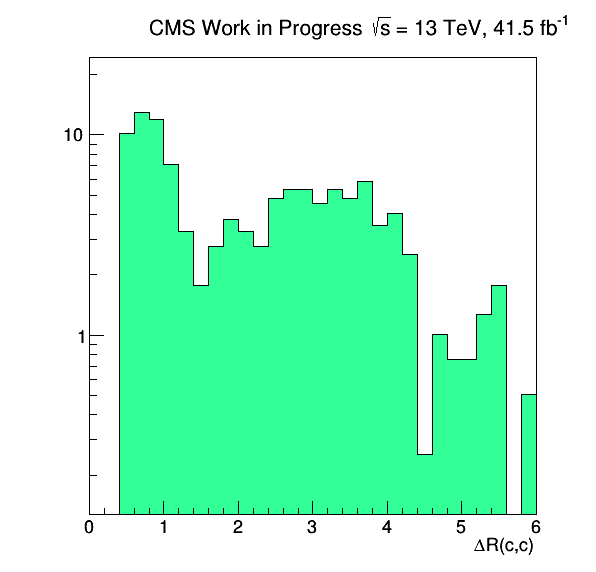 CMS Work in Progress √s = 13 TeV, 41.5 fb⁻¹
10
1
0 1 2 3 4 5 6
ΔR(c,c)